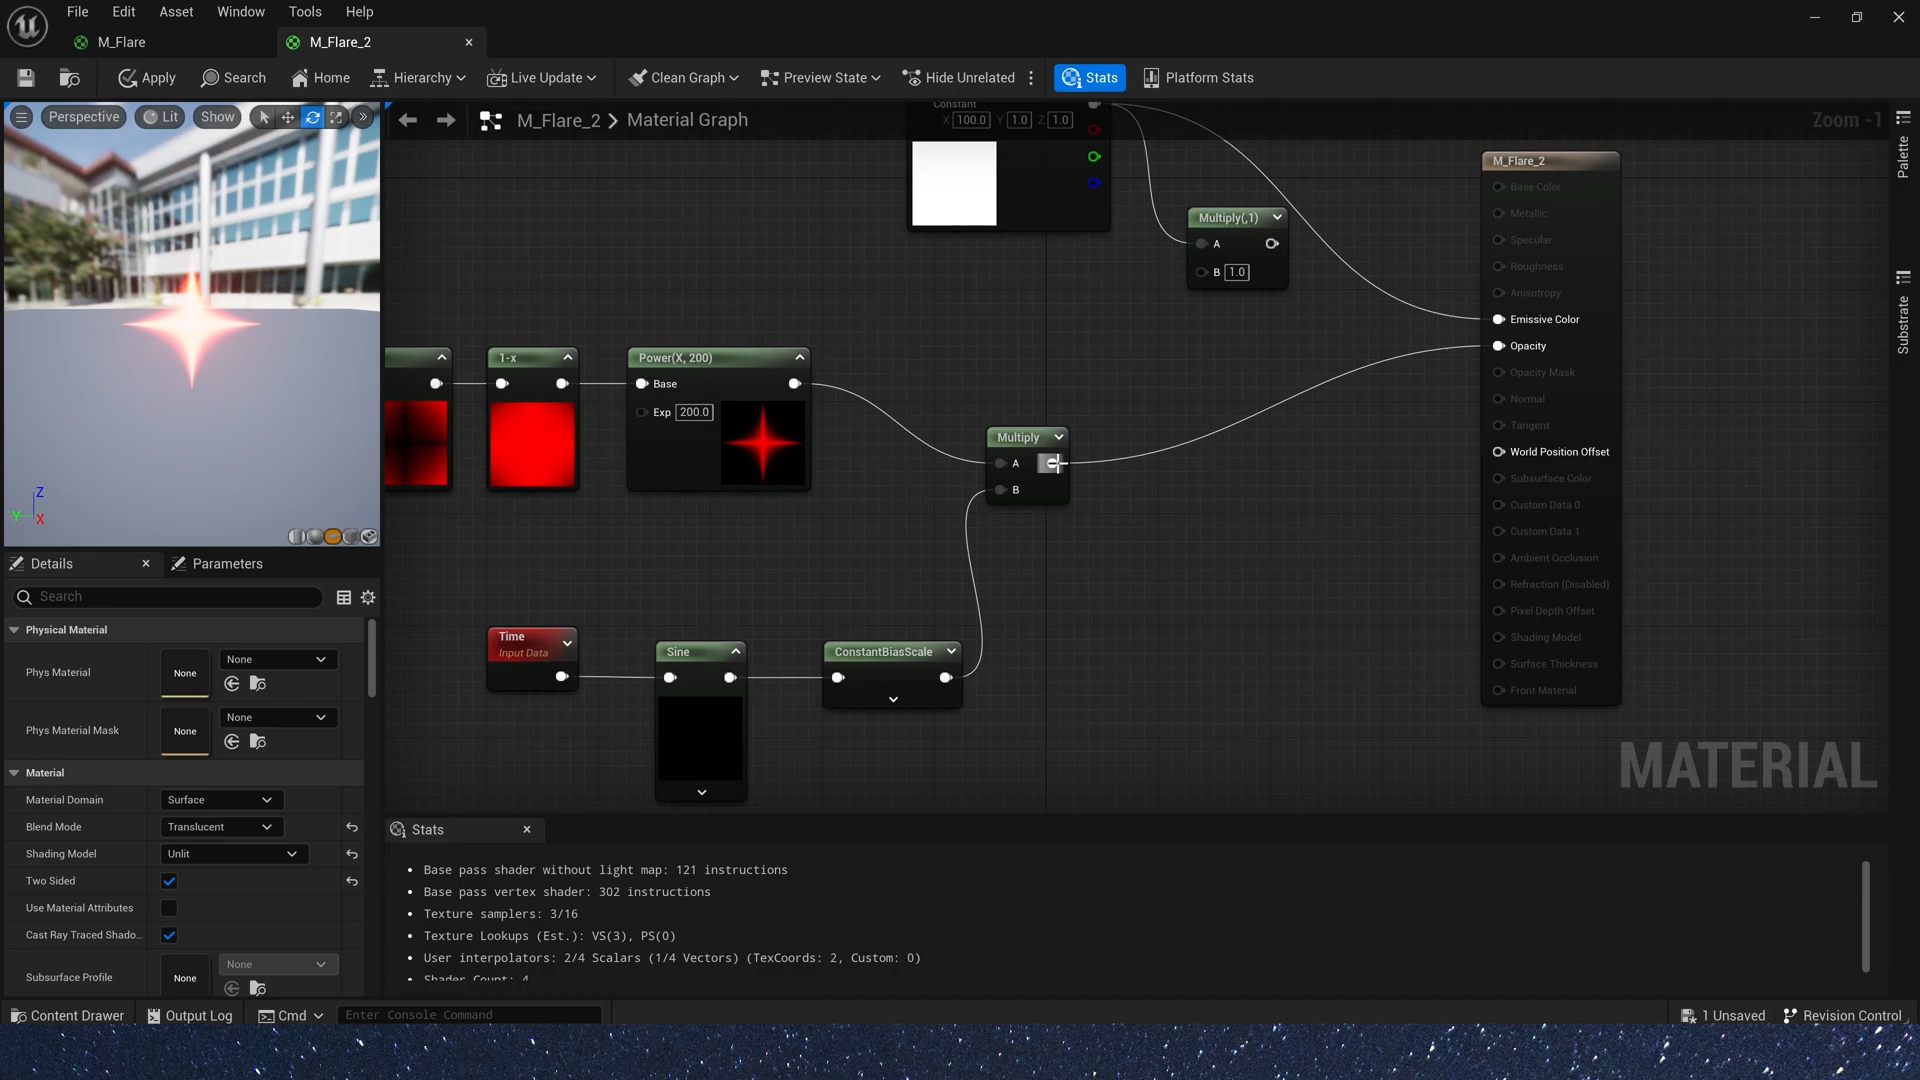 File Edit Asset Window Tools Help
M_Flare
M_Flare_2
Apply Search Home Hierarchy Live Update Clean Graph Preview State Hide Unrelated Stats Platform Stats
Perspective Lit Show
M_Flare_2 > Material Graph
Zoom -1
Palette
Substrate
Constant
X 100.0 Y 1.0 Z 1.0
Multiply(,1)
A
B 1.0
M_Flare_2
Base Color
Metallic
Specular
Roughness
Anisotropy
Emissive Color
Opacity
Opacity Mask
Normal
Tangent
World Position Offset
Subsurface Color
Custom Data 0
Custom Data 1
Ambient Occlusion
Refraction (Disabled)
Pixel Depth Offset
Shading Model
Surface Thickness
Front Material
1-x
Power(X, 200)
Base
Exp 200.0
Multiply
A
B
Time
Input Data
Sine
ConstantBiasScale
MATERIAL
Z
Y
X
Details
Parameters
Search
Physical Material
Phys Material None None
Phys Material Mask None None
Material
Material Domain Surface
Blend Mode Translucent
Shading Model Unlit
Two Sided
Use Material Attributes
Cast Ray Traced Shado...
Subsurface Profile None None
Stats
• Base pass shader without light map: 121 instructions
• Base pass vertex shader: 302 instructions
• Texture samplers: 3/16
• Texture Lookups (Est.): VS(3), PS(0)
• User interpolators: 2/4 Scalars (1/4 Vectors) (TexCoords: 2, Custom: 0)
• Shader Count: 4
Content Drawer Output Log Cmd Enter Console Command 1 Unsaved Revision Control